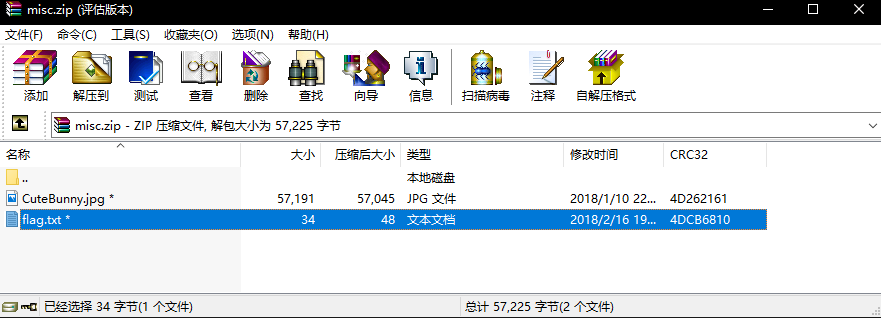 misc.zip (评估版本)
文件(F) 命令(C) 工具(S) 收藏夹(O) 选项(N) 帮助(H)
添加 解压到 测试 查看 删除 查找 向导 信息 扫描病毒 注释 自解压格式
misc.zip - ZIP 压缩文件, 解包大小为 57,225 字节
名称 大小 压缩后大小 类型 修改时间 CRC32
.. 本地磁盘
CuteBunny.jpg * 57,191 57,045 JPG 文件 2018/1/10 22... 4D262161
flag.txt * 34 48 文本文档 2018/2/16 19... 4DCB6810
已经选择 34 字节(1 个文件) 总计 57,225 字节(2 个文件)